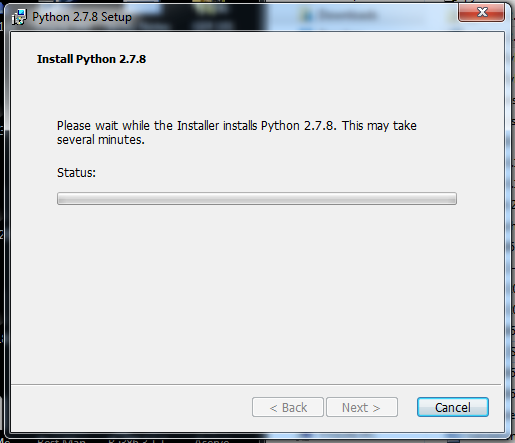 Downloads
Python 2.7.8 Setup
Install Python 2.7.8
Please wait while the Installer installs Python 2.7.8. This may take
several minutes.
Status:
< Back
Next >
Cancel